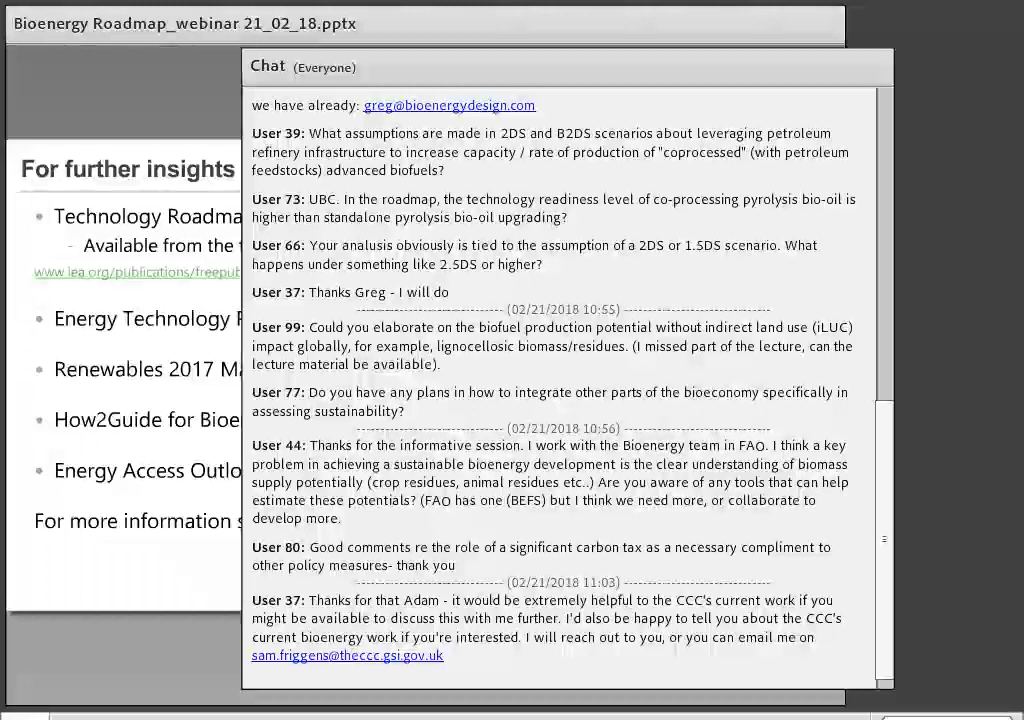 Bioenergy Roadmap_webinar 21_02_18.pptx
Chat (Everyone)
For further insights
Technology Roadma
- Available from the
www.iea.org/publications/freepub
Energy Technology
Renewables 2017 Ma
How2Guide for Bioe
Energy Access Outlo
For more information s
we have already: greg@bioenergydesign.com
User 39: What assumptions are made in 2DS and B2DS scenarios about leveraging petroleum
refinery infrastructure to increase capacity / rate of production of "coprocessed" (with petroleum
feedstocks) advanced biofuels?
User 73: UBC. In the roadmap, the technology readiness level of co-processing pyrolysis bio-oil is
higher than standalone pyrolysis bio-oil upgrading?
User 66: Your analusis obviously is tied to the assumption of a 2DS or 1.5DS scenario. What
happens under something like 2.5DS or higher?
User 37: Thanks Greg - I will do
(02/21/2018 10:55)
User 99: Could you elaborate on the biofuel production potential without indirect land use (iLUC)
impact globally, for example, lignocellosic biomass/residues. (I missed part of the lecture, can the
lecture material be available).
User 77: Do you have any plans in how to integrate other parts of the bioeconomy specifically in
assessing sustainability?
(02/21/2018 10:56)
User 44: Thanks for the informative session. I work with the Bioenergy team in FAO. I think a key
problem in achieving a sustainable bioenergy development is the clear understanding of biomass
supply potentially (crop residues, animal residues etc..) Are you aware of any tools that can help
estimate these potentials? (FAO has one (BEFS) but I think we need more, or collaborate to
develop more.
User 80: Good comments re the role of a significant carbon tax as a necessary compliment to
other policy measures- thank you
(02/21/2018 11:03)
User 37: Thanks for that Adam - it would be extremely helpful to the CCC's current work if you
might be available to discuss this with me further. I'd also be happy to tell you about the CCC's
current bioenergy work if you're interested. I will reach out to you, or you can email me on
sam.friggens@theccc.gsi.gov.uk